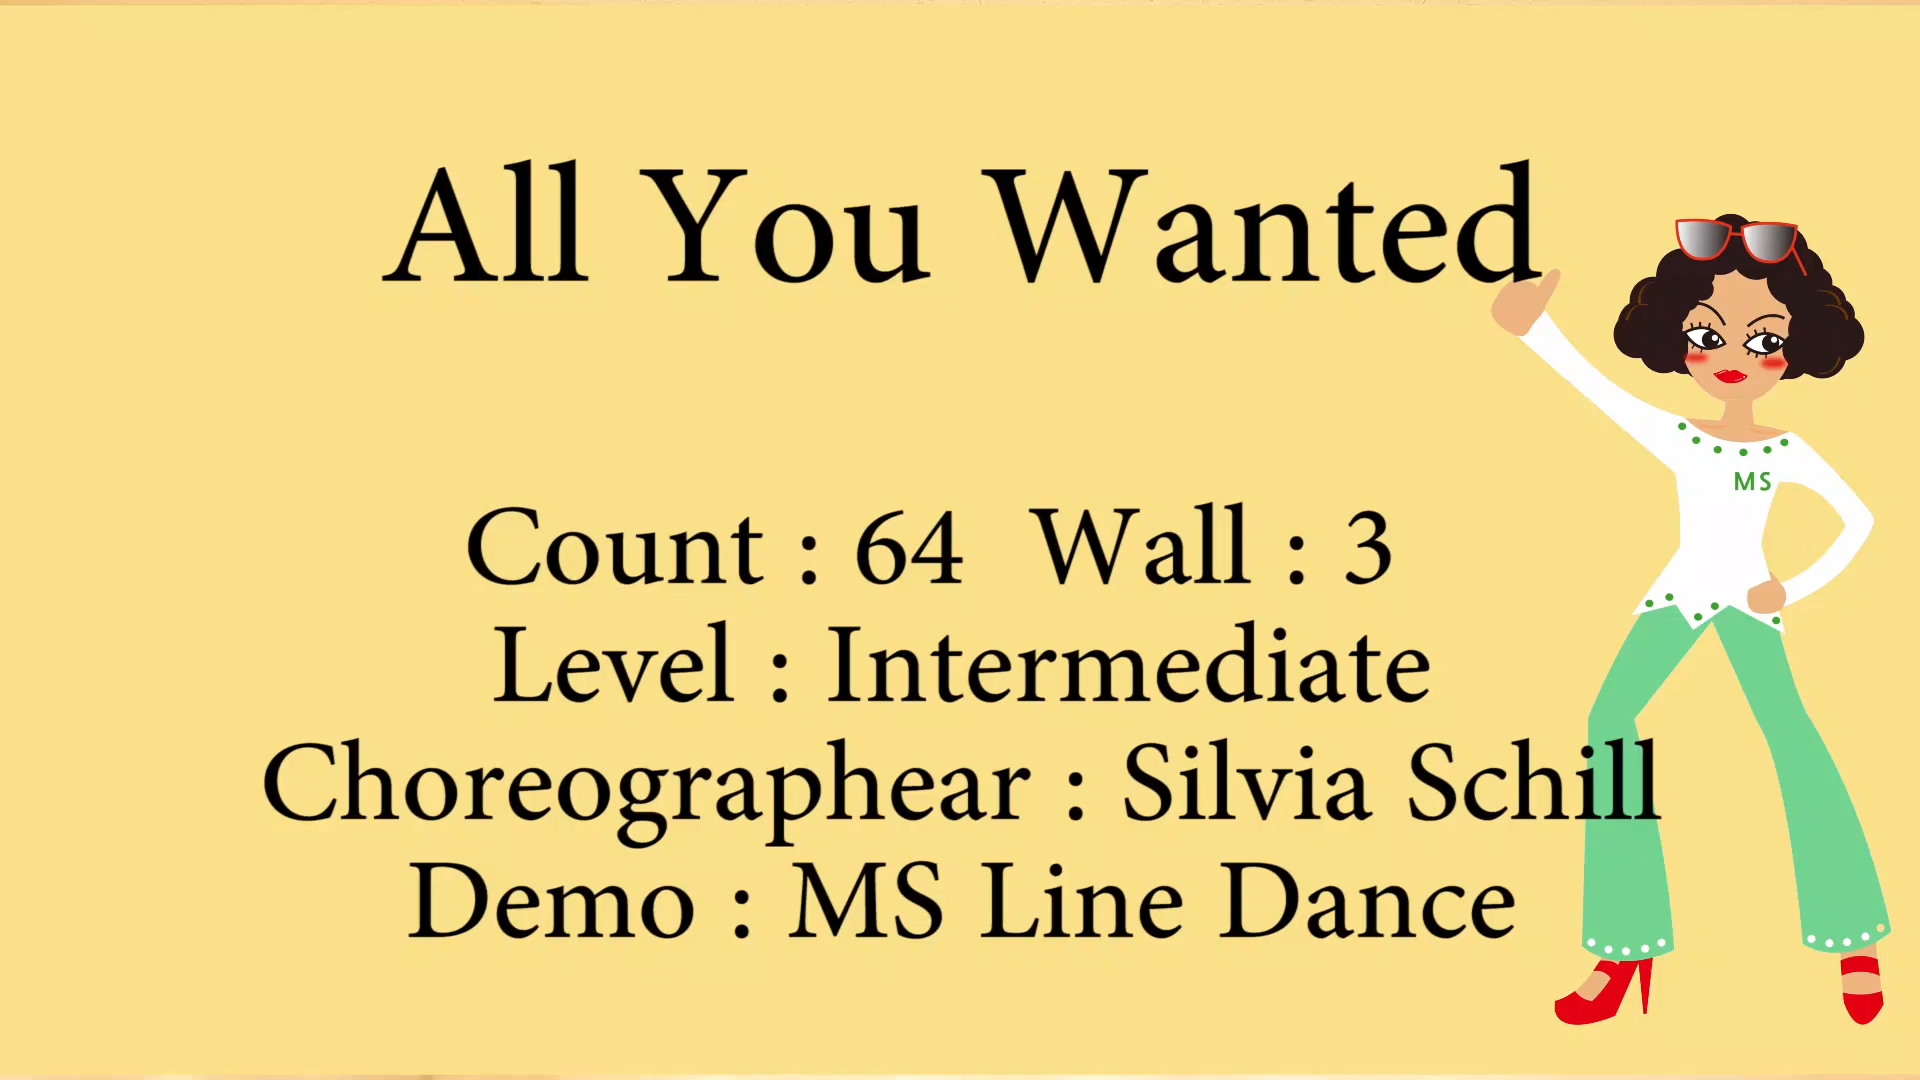 All You Wanted
MS
Count : 64 Wall : 3
Level : Intermediate
Choreographear : Silvia Schill
Demo : MS Line Dance